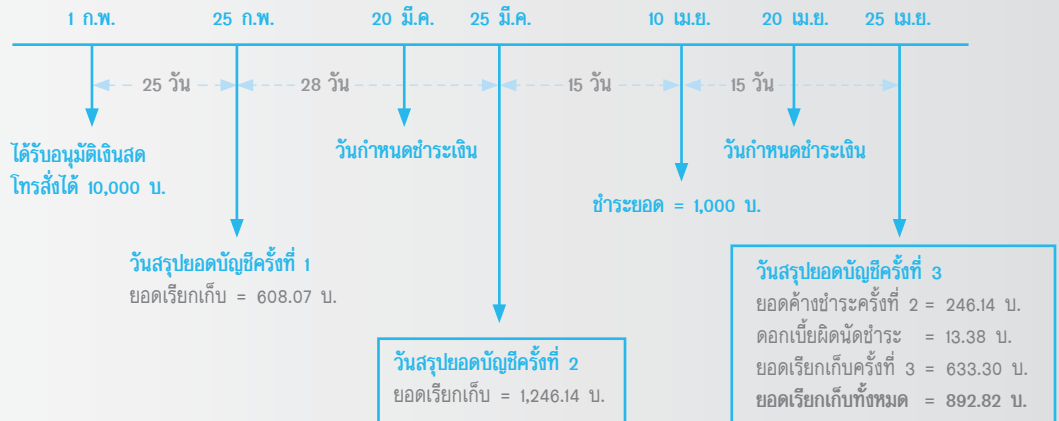 1 ก.พ. 25 ก.พ. 20 มี.ค. 25 มี.ค. 10 เม.ย. 20 เม.ย. 25 เม.ย.
25 วัน 28 วัน 15 วัน 15 วัน
ได้รับอนุมัติเงินสด
โทรสั่งได้ 10,000 บ.
วันกำหนดชำระเงิน
วันกำหนดชำระเงิน
ชำระยอด = 1,000 บ.
วันสรุปยอดบัญชีครั้งที่ 1
ยอดเรียกเก็บ = 608.07 บ.
วันสรุปยอดบัญชีครั้งที่ 2
ยอดเรียกเก็บ = 1,246.14 บ.
วันสรุปยอดบัญชีครั้งที่ 3
ยอดค้างชำระครั้งที่ 2 = 246.14 บ.
ดอกเบี้ยผิดนัดชำระ = 13.38 บ.
ยอดเรียกเก็บครั้งที่ 3 = 633.30 บ.
ยอดเรียกเก็บทั้งหมด = 892.82 บ.